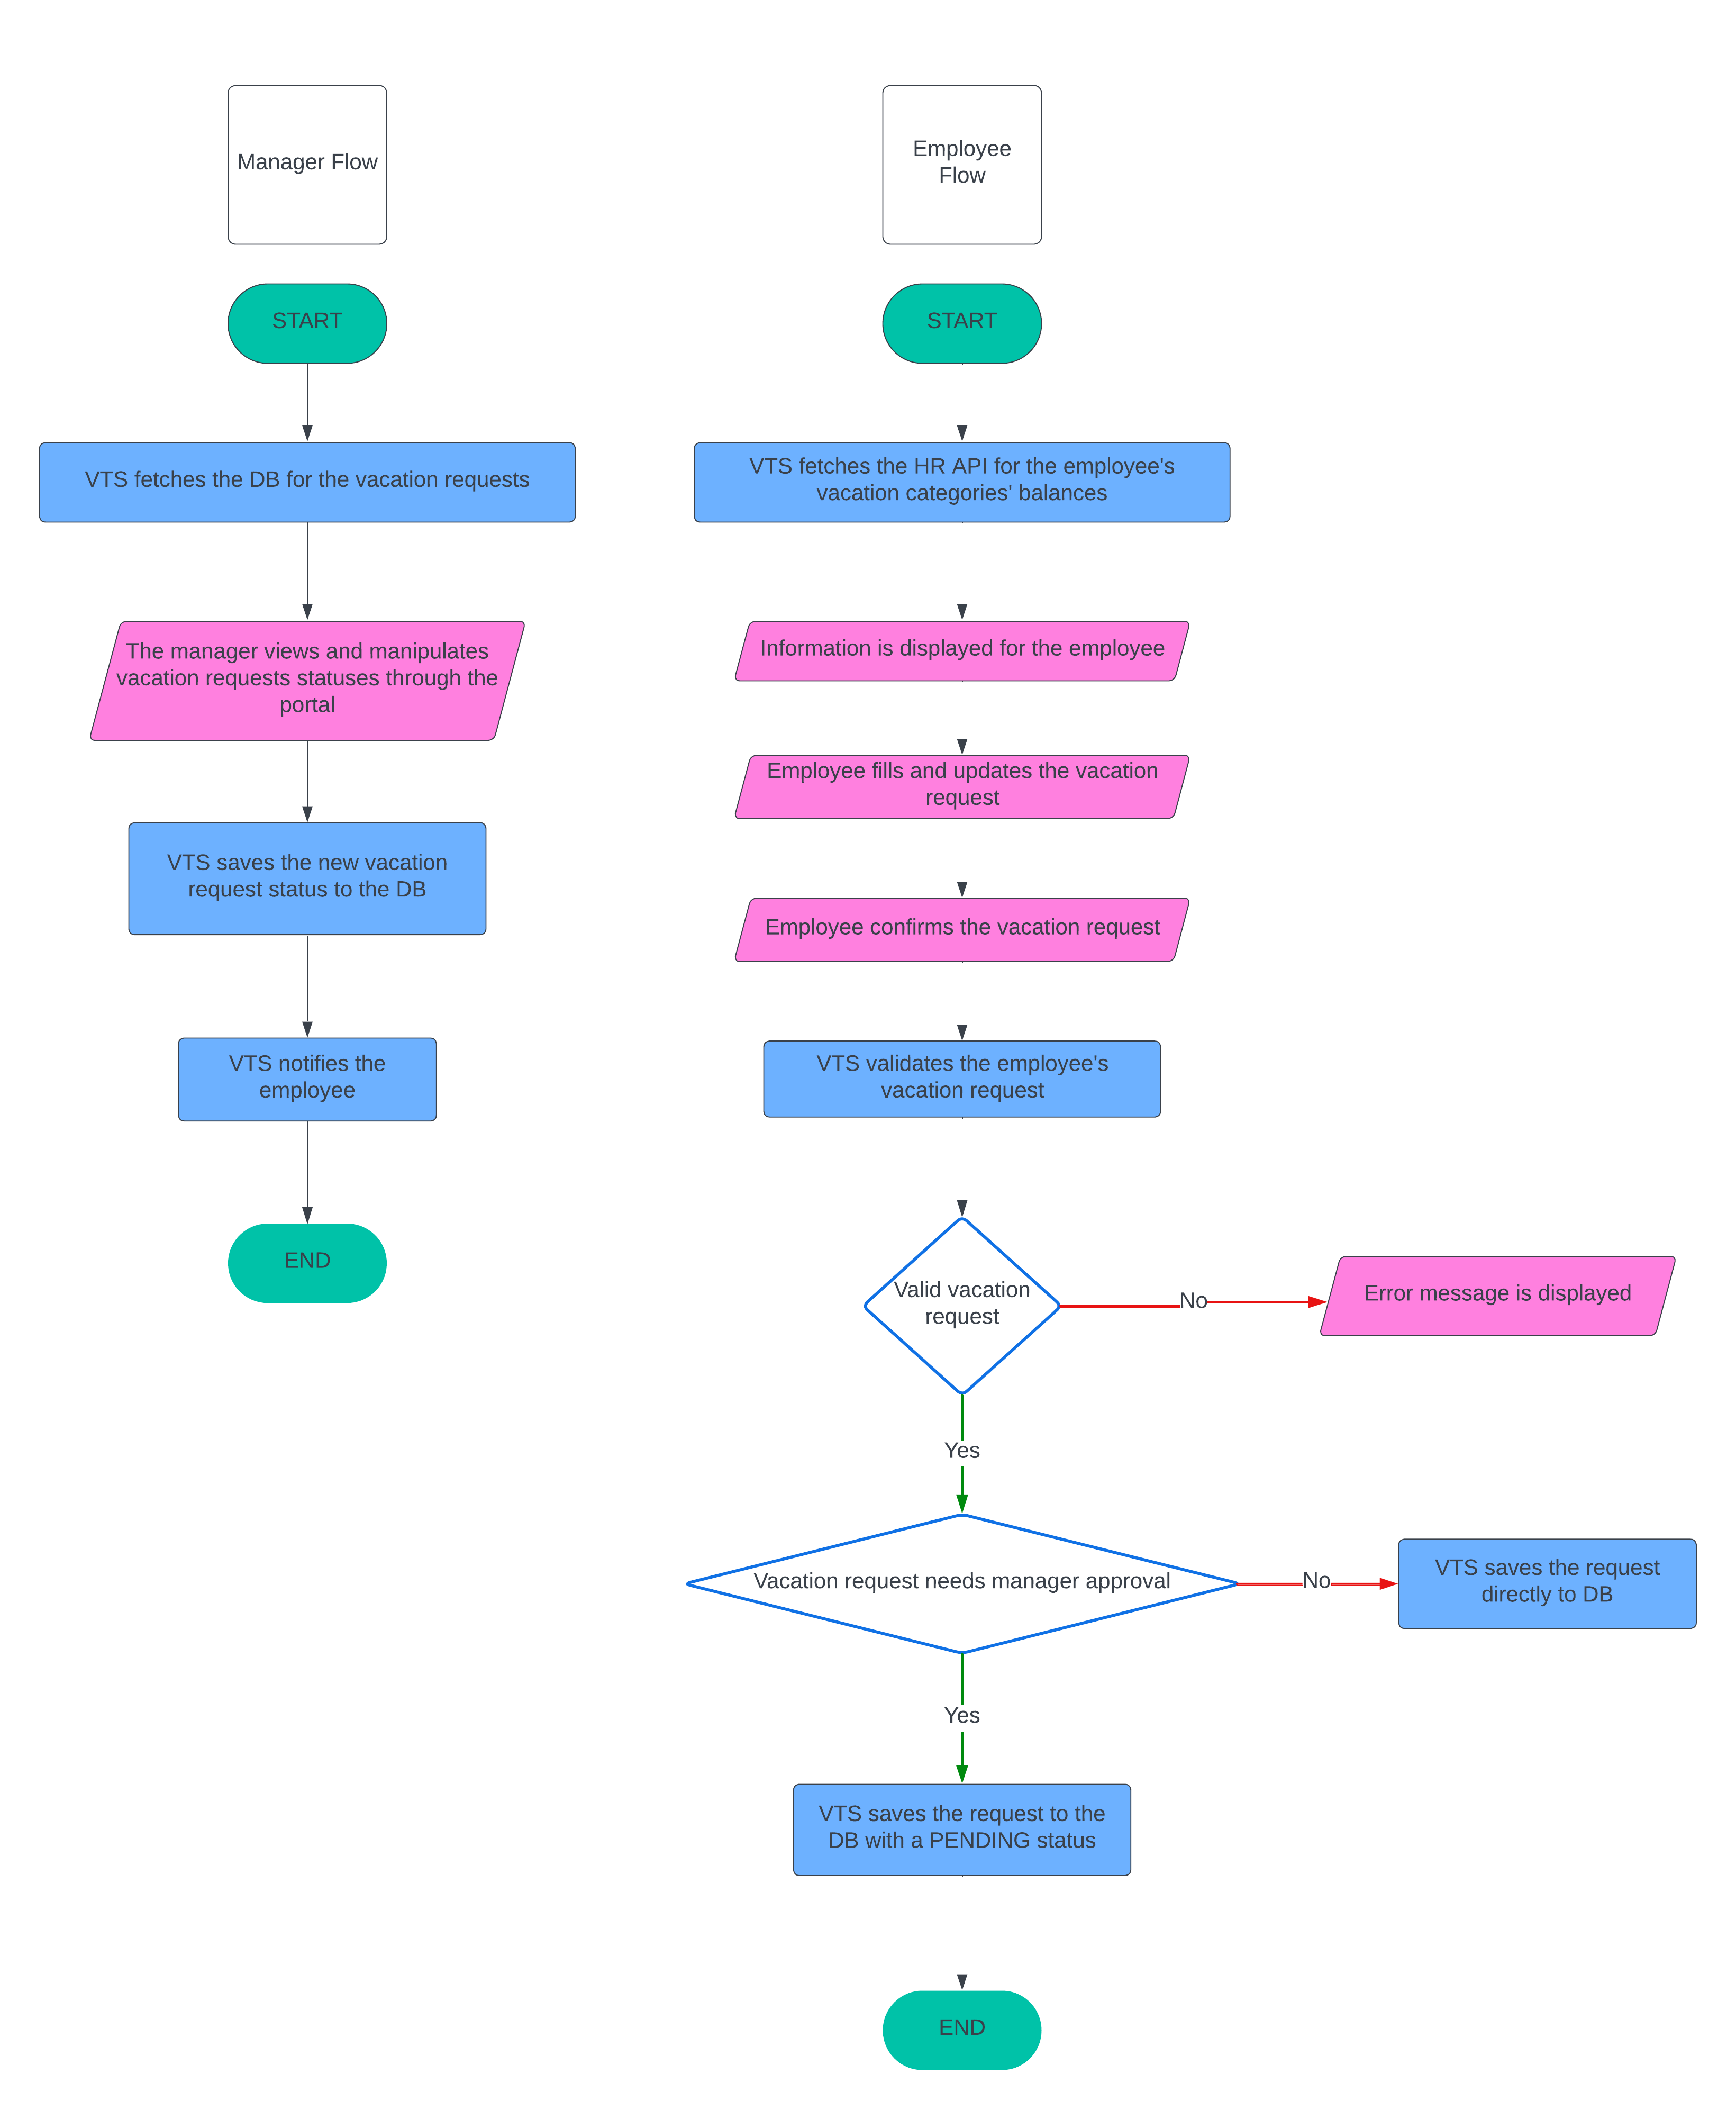 Manager Flow
START
VTS fetches the DB for the vacation requests
The manager views and manipulates
vacation requests statuses through the
portal
VTS saves the new vacation
request status to the DB
VTS notifies the
employee
END
Employee
Flow
START
VTS fetches the HR API for the employee's
vacation categories' balances
Information is displayed for the employee
Employee fills and updates the vacation
request
Employee confirms the vacation request
VTS validates the employee's
vacation request
Valid vacation
request
No
Error message is displayed
Yes
Vacation request needs manager approval
No
VTS saves the request
directly to DB
Yes
VTS saves the request to the
DB with a PENDING status
END